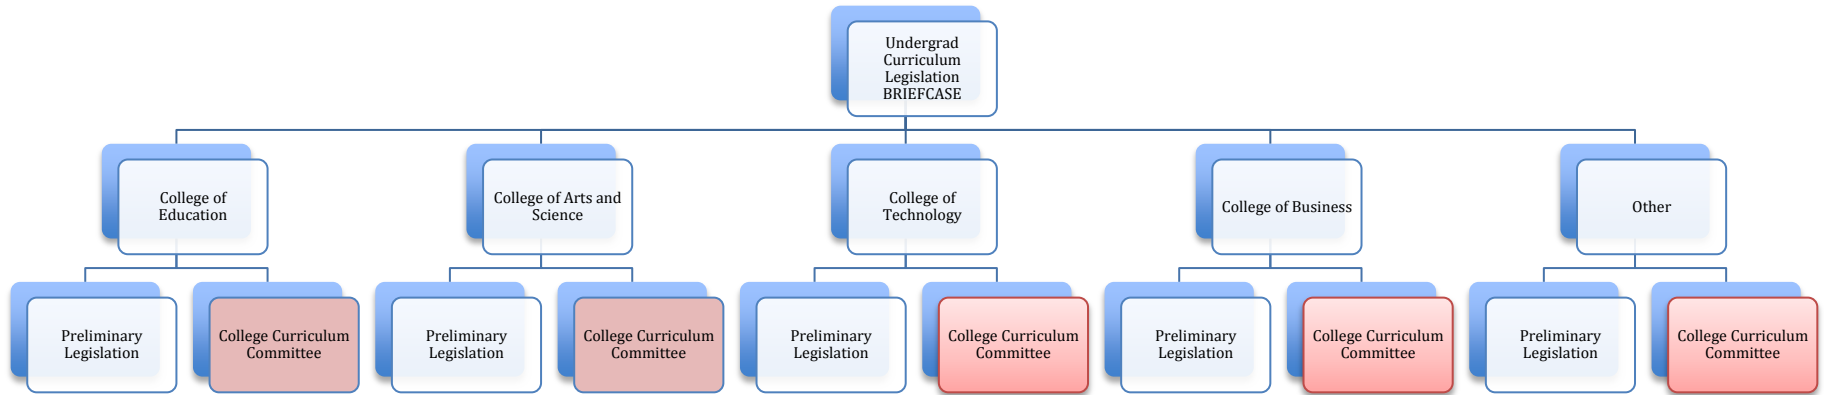 Undergrad
Curriculum
Legislation
BRIEFCASE
College of
Education
College of Arts and
Science
College of
Technology
College of Business
Other
Preliminary
Legislation
College Curriculum
Committee
Preliminary
Legislation
College Curriculum
Committee
Preliminary
Legislation
College Curriculum
Committee
Preliminary
Legislation
College Curriculum
Committee
Preliminary
Legislation
College Curriculum
Committee